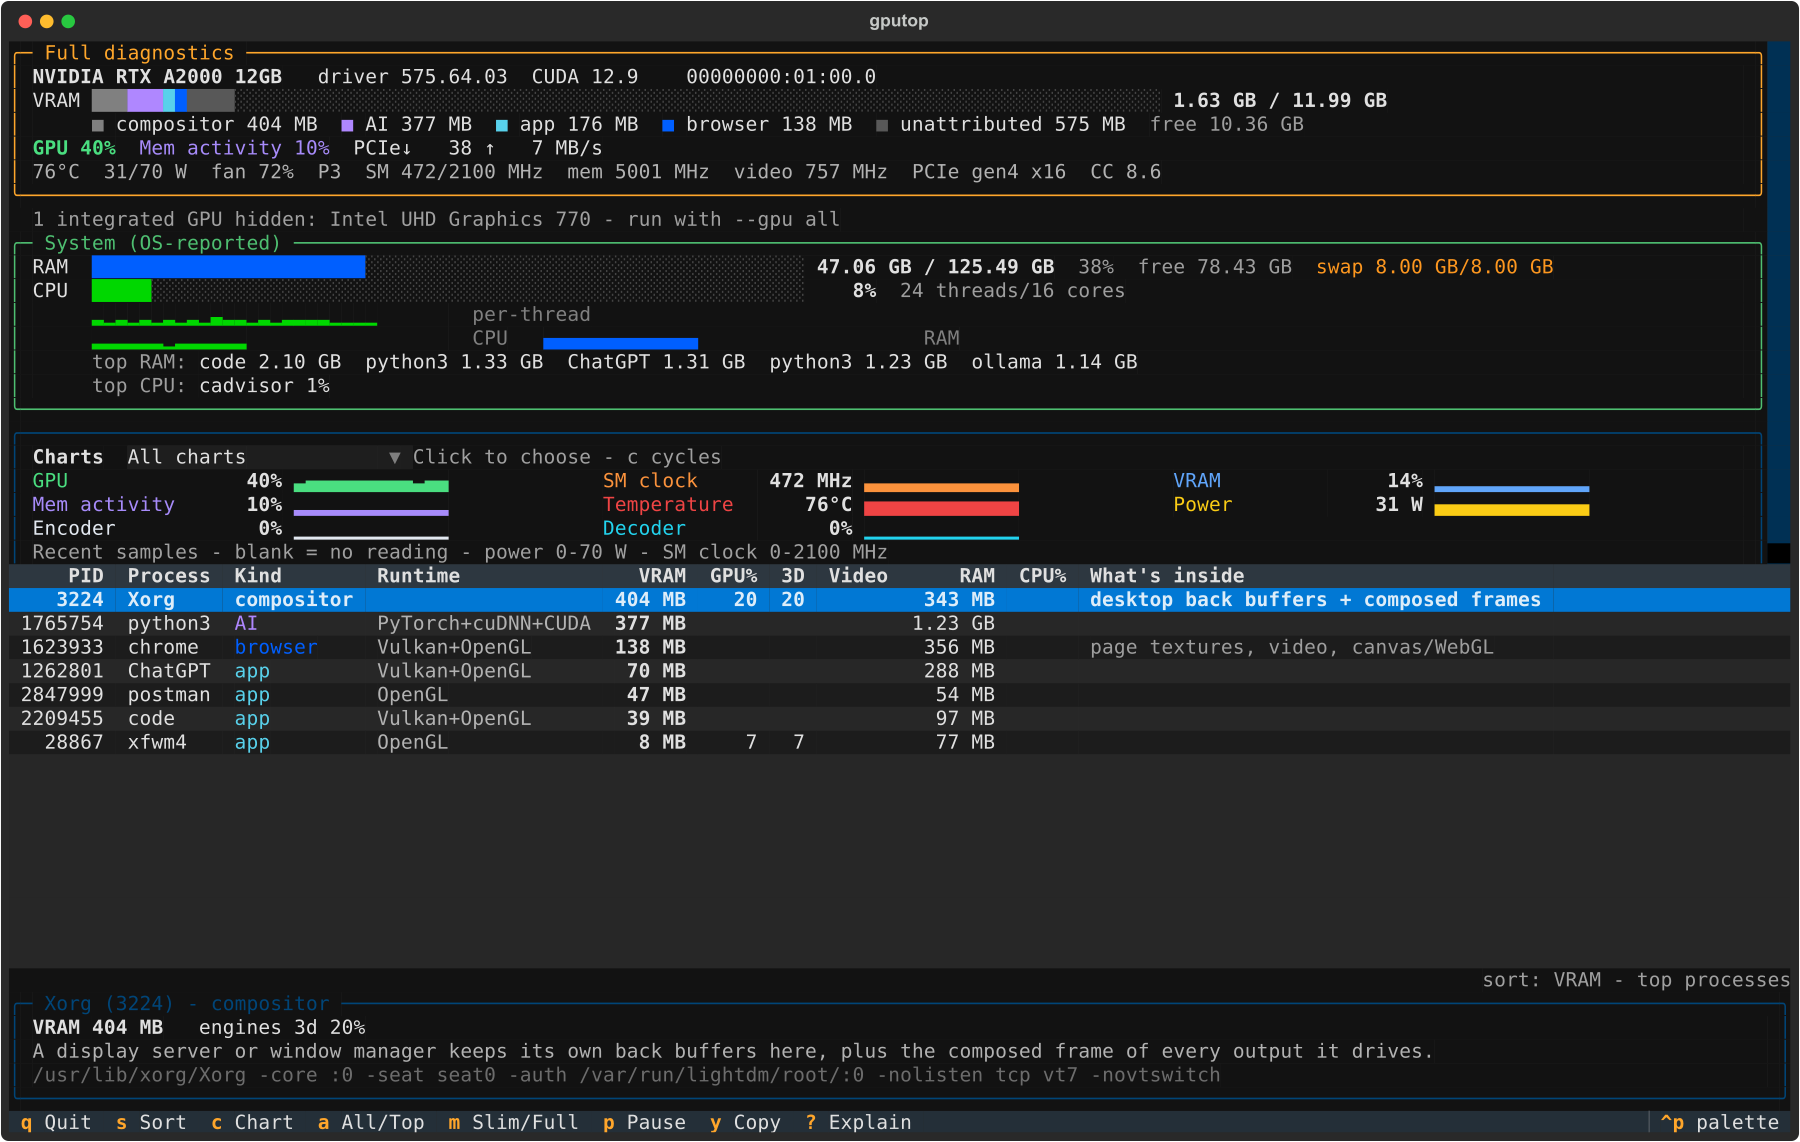 gputop
Full diagnostics
NVIDIA RTX A2000 12GB driver 575.64.03 CUDA 12.9 00000000:01:00.0
VRAM 1.63 GB / 11.99 GB
compositor 404 MB AI 377 MB app 176 MB browser 138 MB unattributed 575 MB free 10.36 GB
GPU 40% Mem activity 10% PCIe↓ 38 ↑ 7 MB/s
76°C 31/70 W fan 72% P3 SM 472/2100 MHz mem 5001 MHz video 757 MHz PCIe gen4 x16 CC 8.6
1 integrated GPU hidden: Intel UHD Graphics 770 - run with --gpu all
System (OS-reported)
RAM 47.06 GB / 125.49 GB 38% free 78.43 GB swap 8.00 GB/8.00 GB
CPU 8% 24 threads/16 cores
per-thread
CPU RAM
top RAM: code 2.10 GB python3 1.33 GB ChatGPT 1.31 GB python3 1.23 GB ollama 1.14 GB
top CPU: cadvisor 1%
Charts All charts ▼ Click to choose - c cycles
GPU 40% SM clock 472 MHz VRAM 14%
Mem activity 10% Temperature 76°C Power 31 W
Encoder 0% Decoder 0%
Recent samples - blank = no reading - power 0-70 W - SM clock 0-2100 MHz
PID Process Kind Runtime VRAM GPU% 3D Video RAM CPU% What's inside
3224 Xorg compositor 404 MB 20 20 343 MB desktop back buffers + composed frames
1765754 python3 AI PyTorch+cuDNN+CUDA 377 MB 1.23 GB
1623933 chrome browser Vulkan+OpenGL 138 MB 356 MB page textures, video, canvas/WebGL
1262801 ChatGPT app Vulkan+OpenGL 70 MB 288 MB
2847999 postman app OpenGL 47 MB 54 MB
2209455 code app Vulkan+OpenGL 39 MB 97 MB
28867 xfwm4 app OpenGL 8 MB 7 7 77 MB
sort: VRAM - top processes
Xorg (3224) - compositor
VRAM 404 MB engines 3d 20%
A display server or window manager keeps its own back buffers here, plus the composed frame of every output it drives.
/usr/lib/xorg/Xorg -core :0 -seat seat0 -auth /var/run/lightdm/root/:0 -nolisten tcp vt7 -novtswitch
q Quit s Sort c Chart a All/Top m Slim/Full p Pause y Copy ? Explain ^p palette